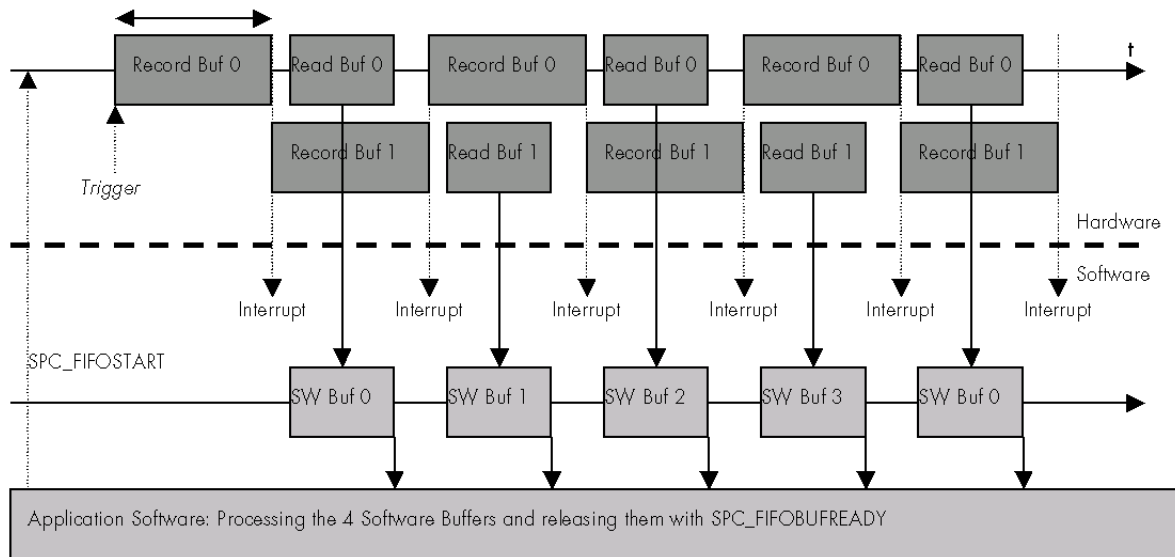 t
Record Buf 0
Read Buf 0
Record Buf 0
Read Buf 0
Record Buf 0
Read Buf 0
Record Buf 1
Read Buf 1
Record Buf 1
Read Buf 1
Record Buf 1
Trigger
Hardware
Software
Interrupt
Interrupt
Interrupt
Interrupt
Interrupt
Interrupt
SPC_FIFOSTART
SW Buf 0
SW Buf 1
SW Buf 2
SW Buf 3
SW Buf 0
Application Software: Processing the 4 Software Buffers and releasing them with SPC_FIFOBUFREADY